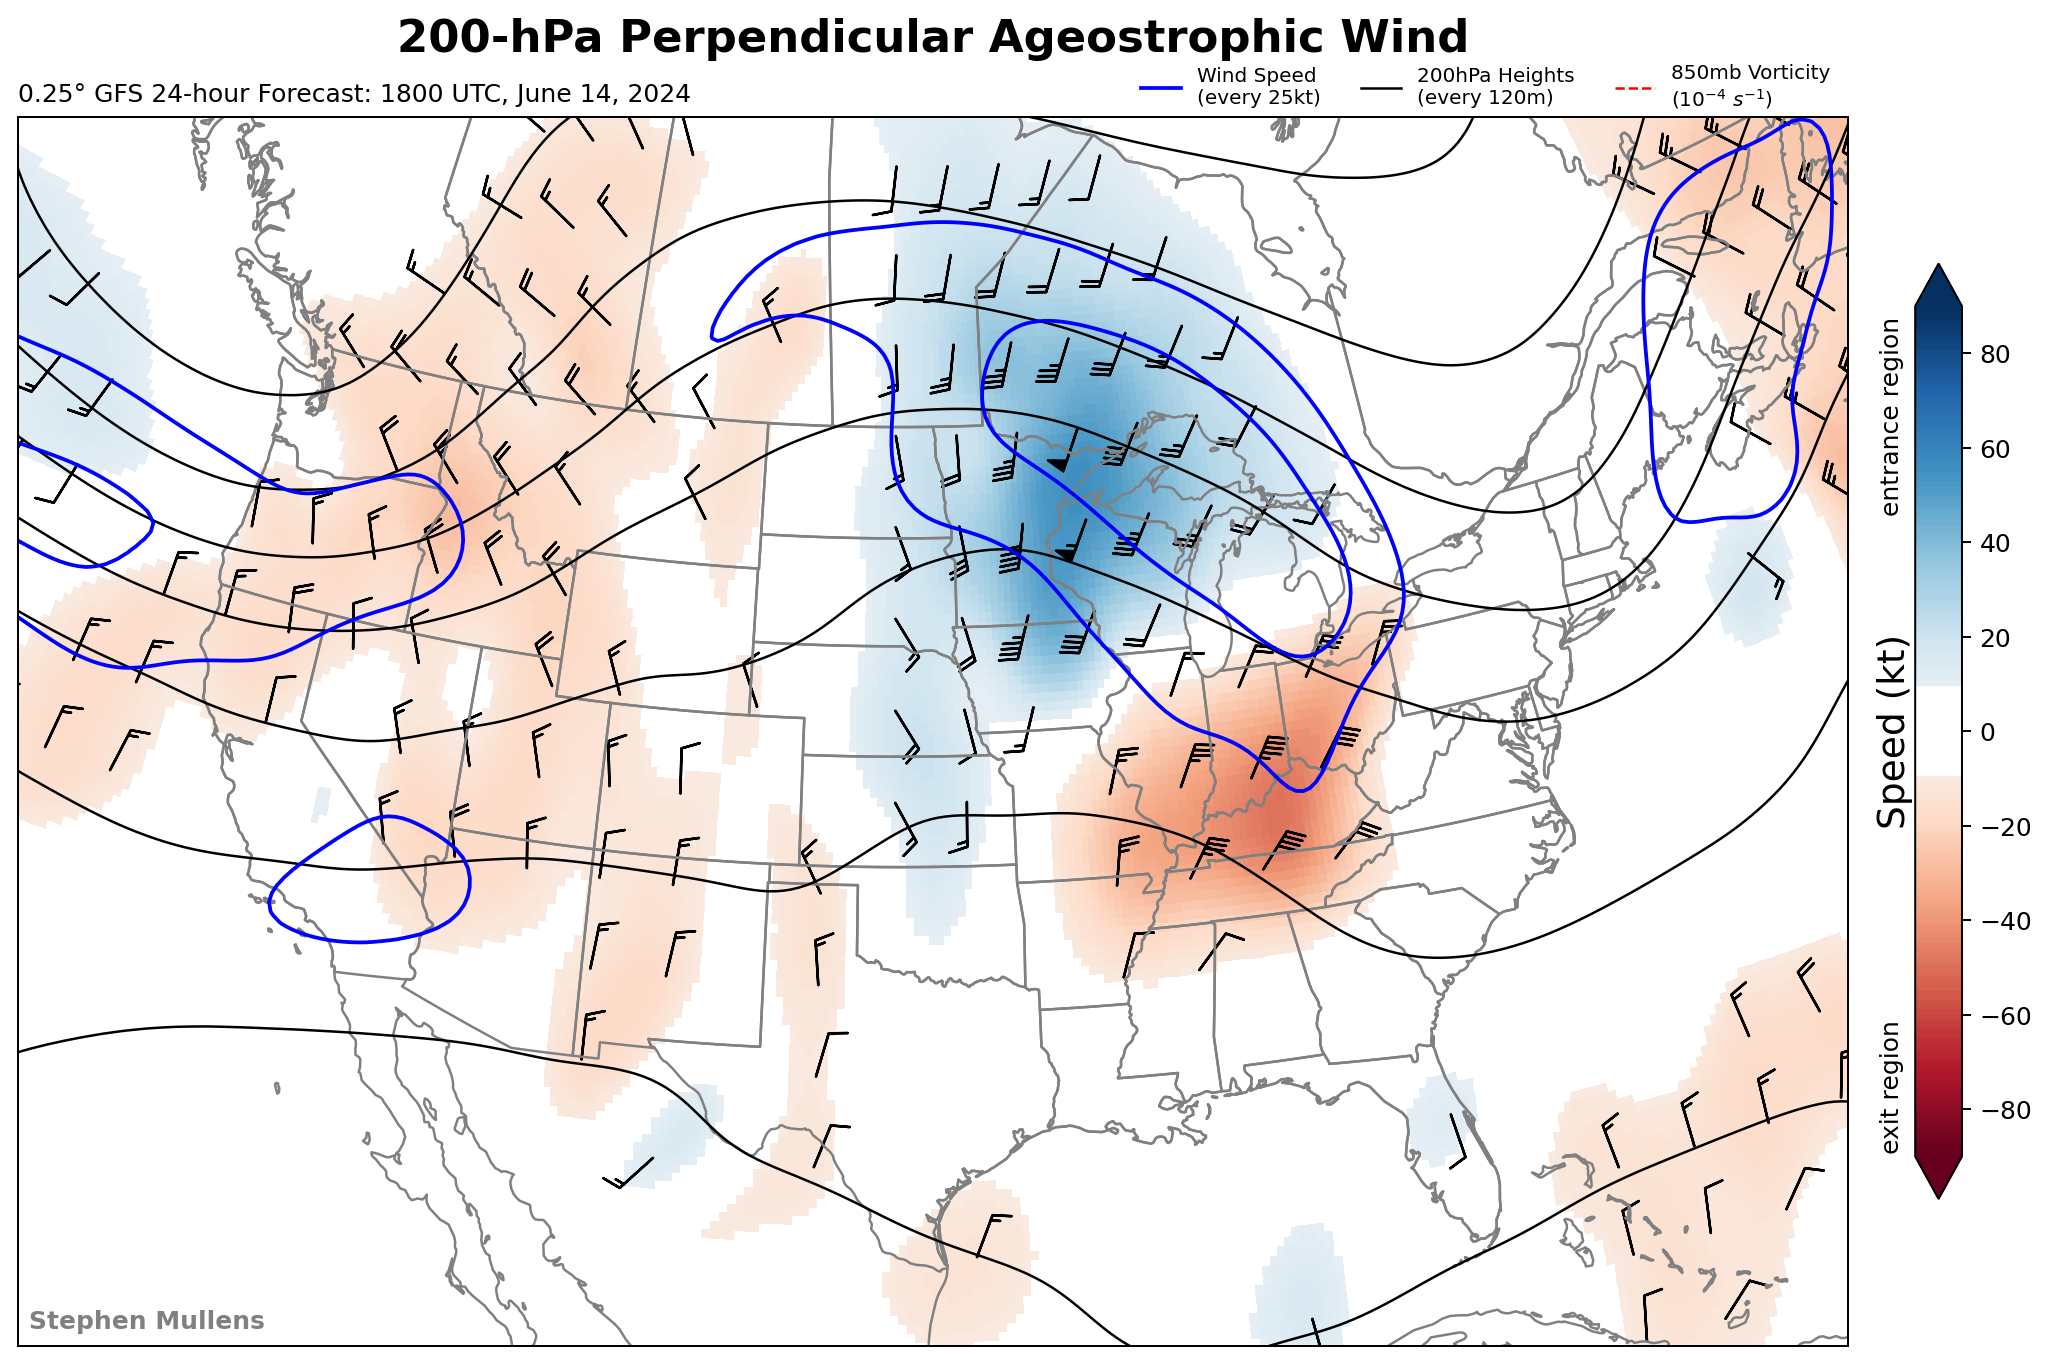 200-hPa Perpendicular Ageostrophic Wind
0.25° GFS 24-hour Forecast: 1800 UTC, June 14, 2024
Wind Speed
(every 25kt)
200hPa Heights
(every 120m)
850mb Vorticity
(10⁻⁴ s⁻¹)
entrance region
Speed (kt)
exit region
80
60
40
20
0
−20
−40
−60
−80
Stephen Mullens